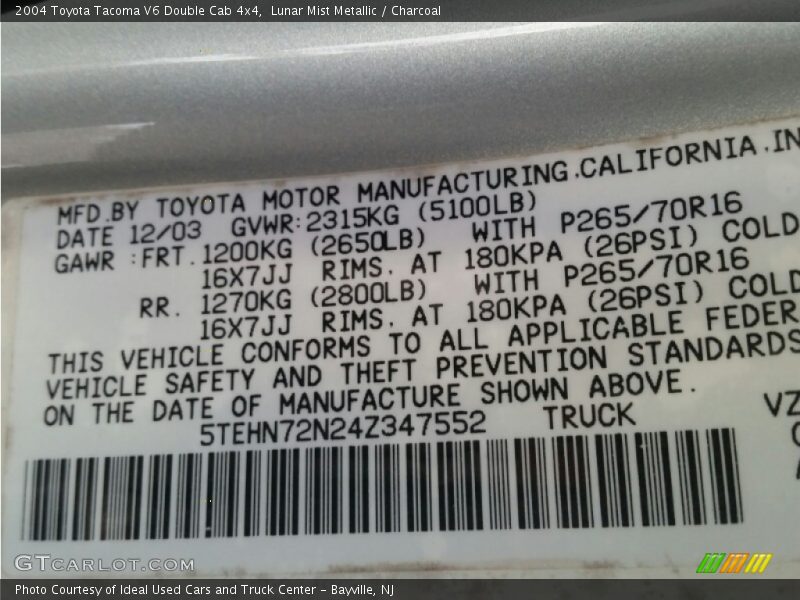 2004 Toyota Tacoma V6 Double Cab 4x4,  Lunar Mist Metallic / Charcoal
MFD.BY TOYOTA MOTOR MANUFACTURING.CALIFORNIA.IN
DATE 12/03 GVWR:2315KG (5100LB)
GAWR :FRT.1200KG (2650LB) WITH P265/70R16
16X7JJ RIMS. AT 180KPA (26PSI) COLD
RR. 1270KG (2800LB) WITH P265/70R16
16X7JJ RIMS. AT 180KPA (26PSI) COLD
THIS VEHICLE CONFORMS TO ALL APPLICABLE FEDER
VEHICLE SAFETY AND THEFT PREVENTION STANDARDS
ON THE DATE OF MANUFACTURE SHOWN ABOVE.
5TEHN72N24Z347552 TRUCK VZ
GTCARLOT.COM
Photo Courtesy of Ideal Used Cars and Truck Center – Bayville, NJ